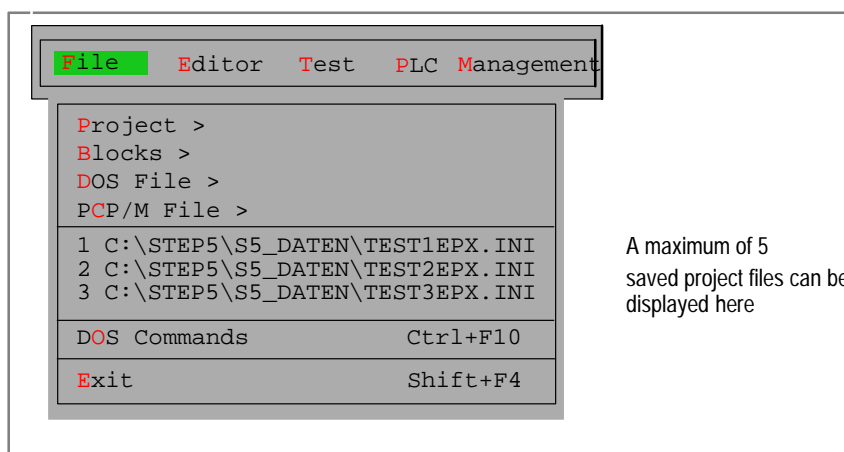 File Editor Test PLC Management
Project >
Blocks >
DOS File >
PCP/M File >
1 C:\STEP5\S5_DATEN\TEST1EPX.INI
2 C:\STEP5\S5_DATEN\TEST2EPX.INI
3 C:\STEP5\S5_DATEN\TEST3EPX.INI
A maximum of 5
saved project files can be
displayed here
DOS Commands Ctrl+F10
Exit Shift+F4